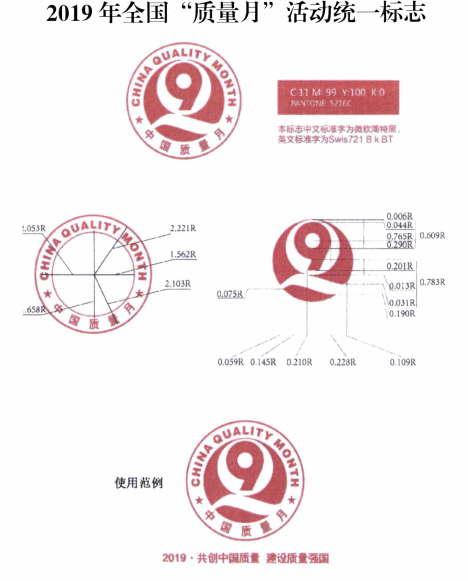 2019年全国“质量月”活动统一标志
CHINA QUALITY MONTH
9
中国质量月
C 11 M: 99 Y:100 K:0
本标志中文标准字为微软简特黑,
英文标准字为Swis721 B k BT
CHINA QUALITY MONTH
中国质量月
2.221R
1.562R
2.103R
9
0.006R
0.044R
0.765R
0.290R
0.609R
0.201R
0.013R
0.783R
0.031R
0.190R
0.075R
0.059R 0.145R 0.210R 0.228R 0.109R
使用范例
CHINA QUALITY MONTH
9
中国质量月
2019·共创中国质量 建设质量强国